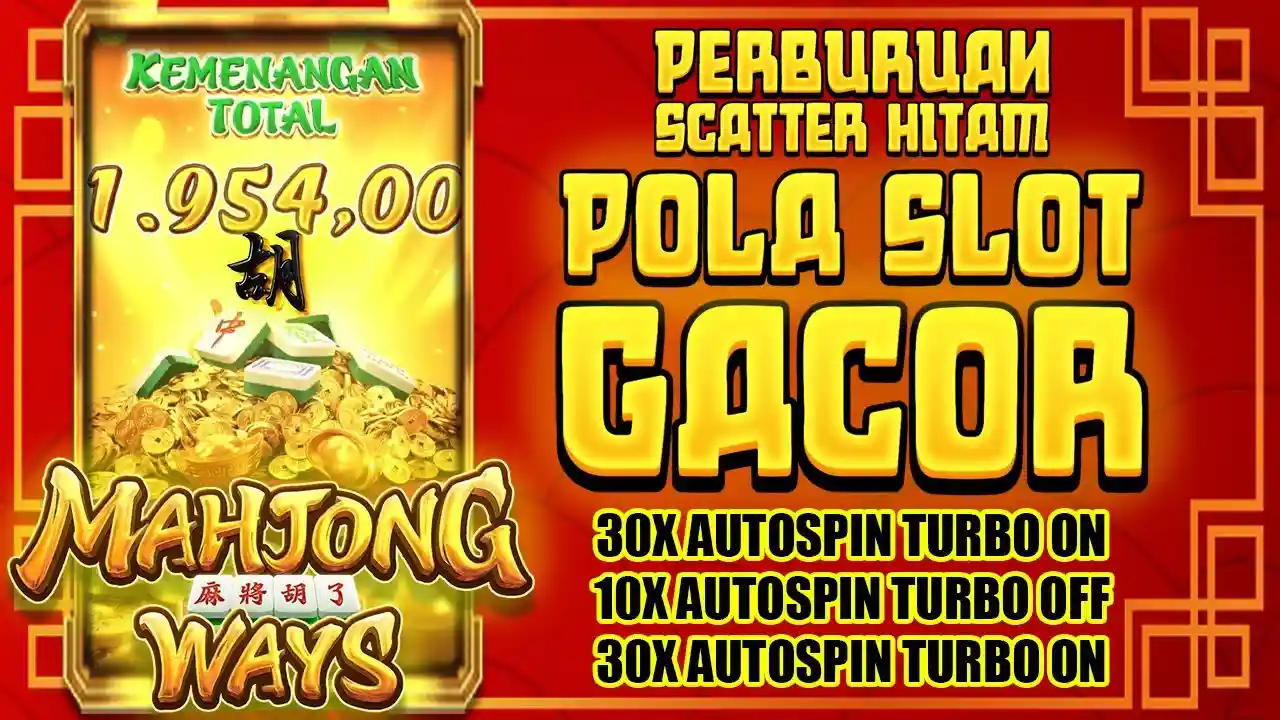 KEMENANGAN
TOTAL
1.954,00
胡
中
MAHJONG
麻將胡了
WAYS
PERBURUAN
SCATTER HITAM
POLA SLOT
GACOR
30X AUTOSPIN TURBO ON
10X AUTOSPIN TURBO OFF
30X AUTOSPIN TURBO ON